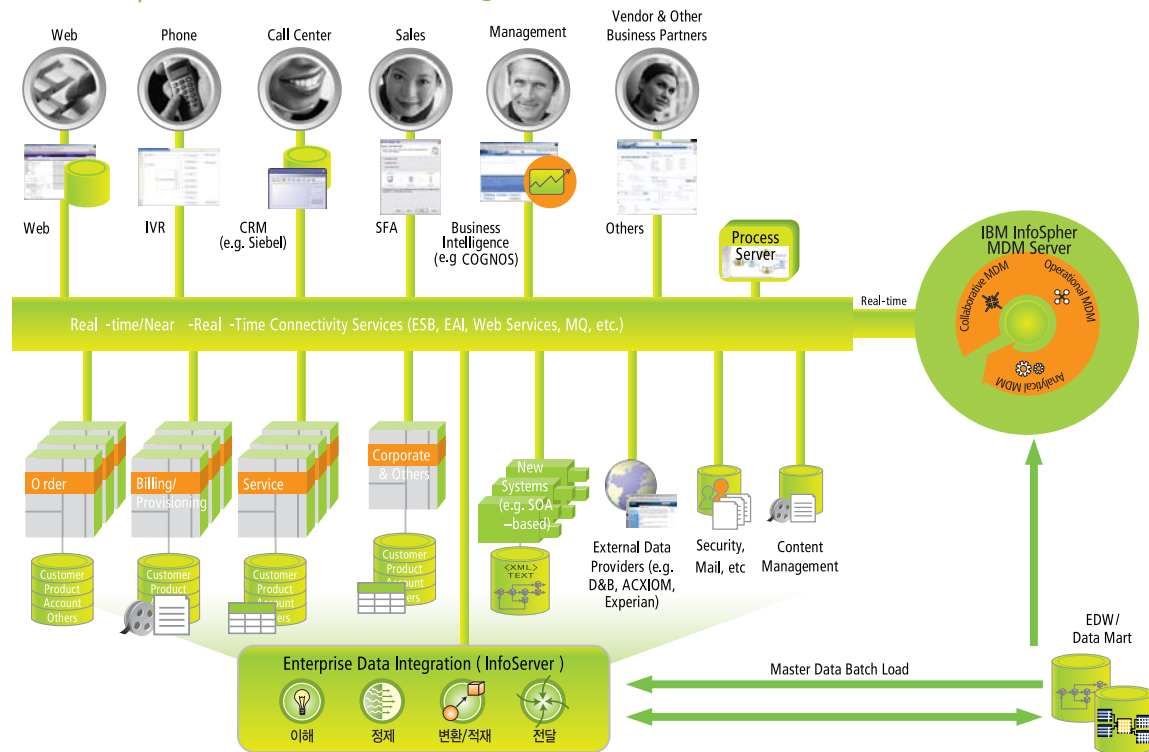 Web
Phone
Call Center
Sales
Management
Vendor & Other
Business Partners
Web
IVR
CRM
(e.g. Siebel)
SFA
Business
Intelligence
(e.g COGNOS)
Others
Process
Server
IBM InfoSpher
MDM Server
Collaborative MDM
Operational MDM
Analytical MDM
Real-time
Real -time/Near -Real -Time Connectivity Services (ESB, EAI, Web Services, MQ, etc.)
Order
Billing/
Provisioning
Service
Corporate
& Others
New
Systems
(e.g. SOA
-based)
Customer
Product
Account
Others
Customer
Product
Customer
Product
Account
Others
Customer
Product
<XML>
TEXT
External Data
Providers (e.g.
D&B, ACXIOM,
Experian)
Security,
Mail, etc
Content
Management
EDW/
Data Mart
Enterprise Data Integration ( InfoServer )
이해
정제
변환/적재
전달
Master Data Batch Load